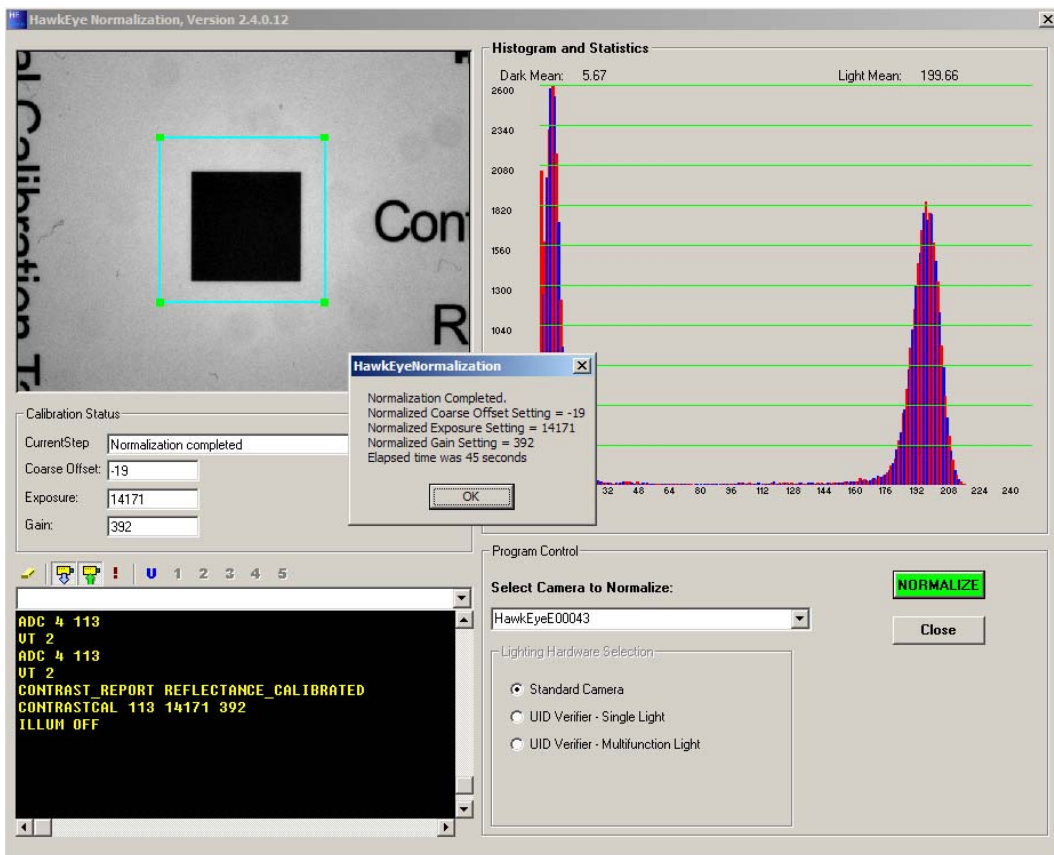 HawkEye Normalization, Version 2.4.0.12
al Calibration T
Con
R
Histogram and Statistics
Dark Mean: 5.67
Light Mean: 199.66
2600
2340
2080
1820
1560
1300
1040
32 48 64 80 96 112 128 144 160 176 192 208 224 240
HawkEyeNormalization
Normalization Completed.
Normalized Coarse Offset Setting = -19
Normalized Exposure Setting = 14171
Normalized Gain Setting = 392
Elapsed time was 45 seconds
OK
Calibration Status
CurrentStep Normalization completed
Coarse Offset: -19
Exposure: 14171
Gain: 392
! U 1 2 3 4 5
ADC 4 113
VT 2
ADC 4 113
VT 2
CONTRAST_REPORT REFLECTANCE_CALIBRATED
CONTRASTCAL 113 14171 392
ILLUM OFF
Program Control
Select Camera to Normalize:
HawkEyeE00043
NORMALIZE
Close
Lighting Hardware Selection
Standard Camera
UID Verifier - Single Light
UID Verifier - Multifunction Light